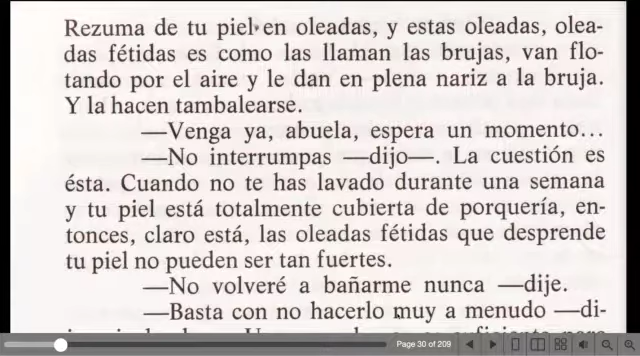 Rezuma de tu piel en oleadas, y estas oleadas, olea-
das fétidas es como las llaman las brujas, van flo-
tando por el aire y le dan en plena nariz a la bruja.
Y la hacen tambalearse.
—Venga ya, abuela, espera un momento...
—No interrumpas —dijo—. La cuestión es
ésta. Cuando no te has lavado durante una semana
y tu piel está totalmente cubierta de porquería, en-
tonces, claro está, las oleadas fétidas que desprende
tu piel no pueden ser tan fuertes.
—No volveré a bañarme nunca —dije.
—Basta con no hacerlo muy a menudo —di-
Page 30 of 209